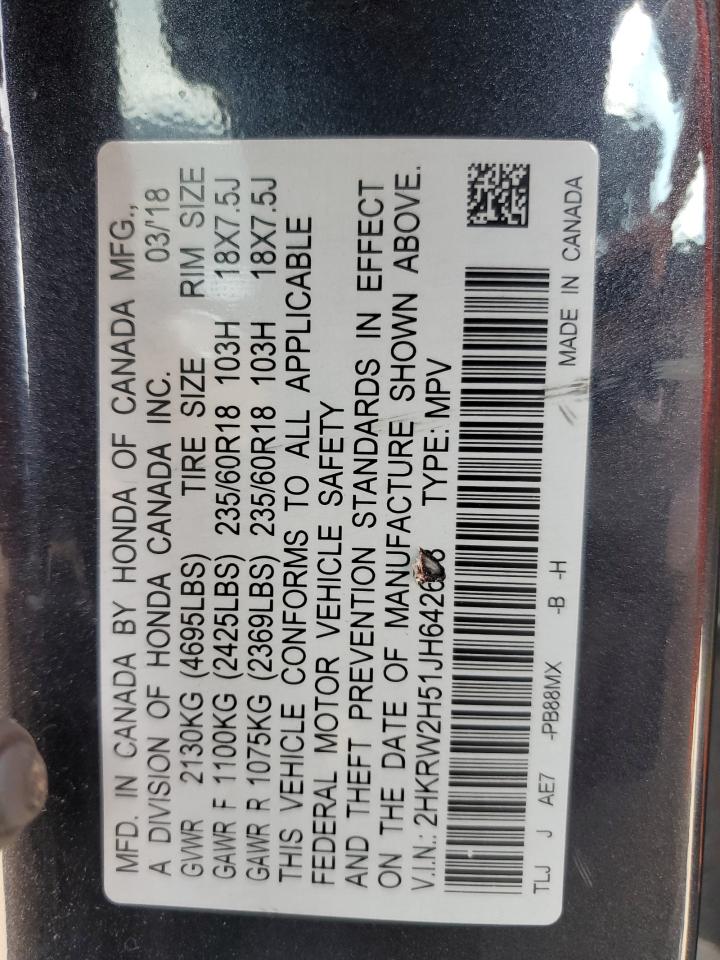 MFD. IN CANADA BY HONDA OF CANADA MFG.,
A DIVISION OF HONDA CANADA INC. 03/'18
GVWR 2130KG (4695LBS) TIRE SIZE RIM SIZE
GAWR F 1100KG (2425LBS) 235/60R18 103H 18X7.5J
GAWR R 1075KG (2369LBS) 235/60R18 103H 18X7.5J
THIS VEHICLE CONFORMS TO ALL APPLICABLE
FEDERAL MOTOR VEHICLE SAFETY
AND THEFT PREVENTION STANDARDS IN EFFECT
ON THE DATE OF MANUFACTURE SHOWN ABOVE.
V.I.N.: TYPE: MPV
TLJ J AE7 -PB88MX -B -H MADE IN CANADA